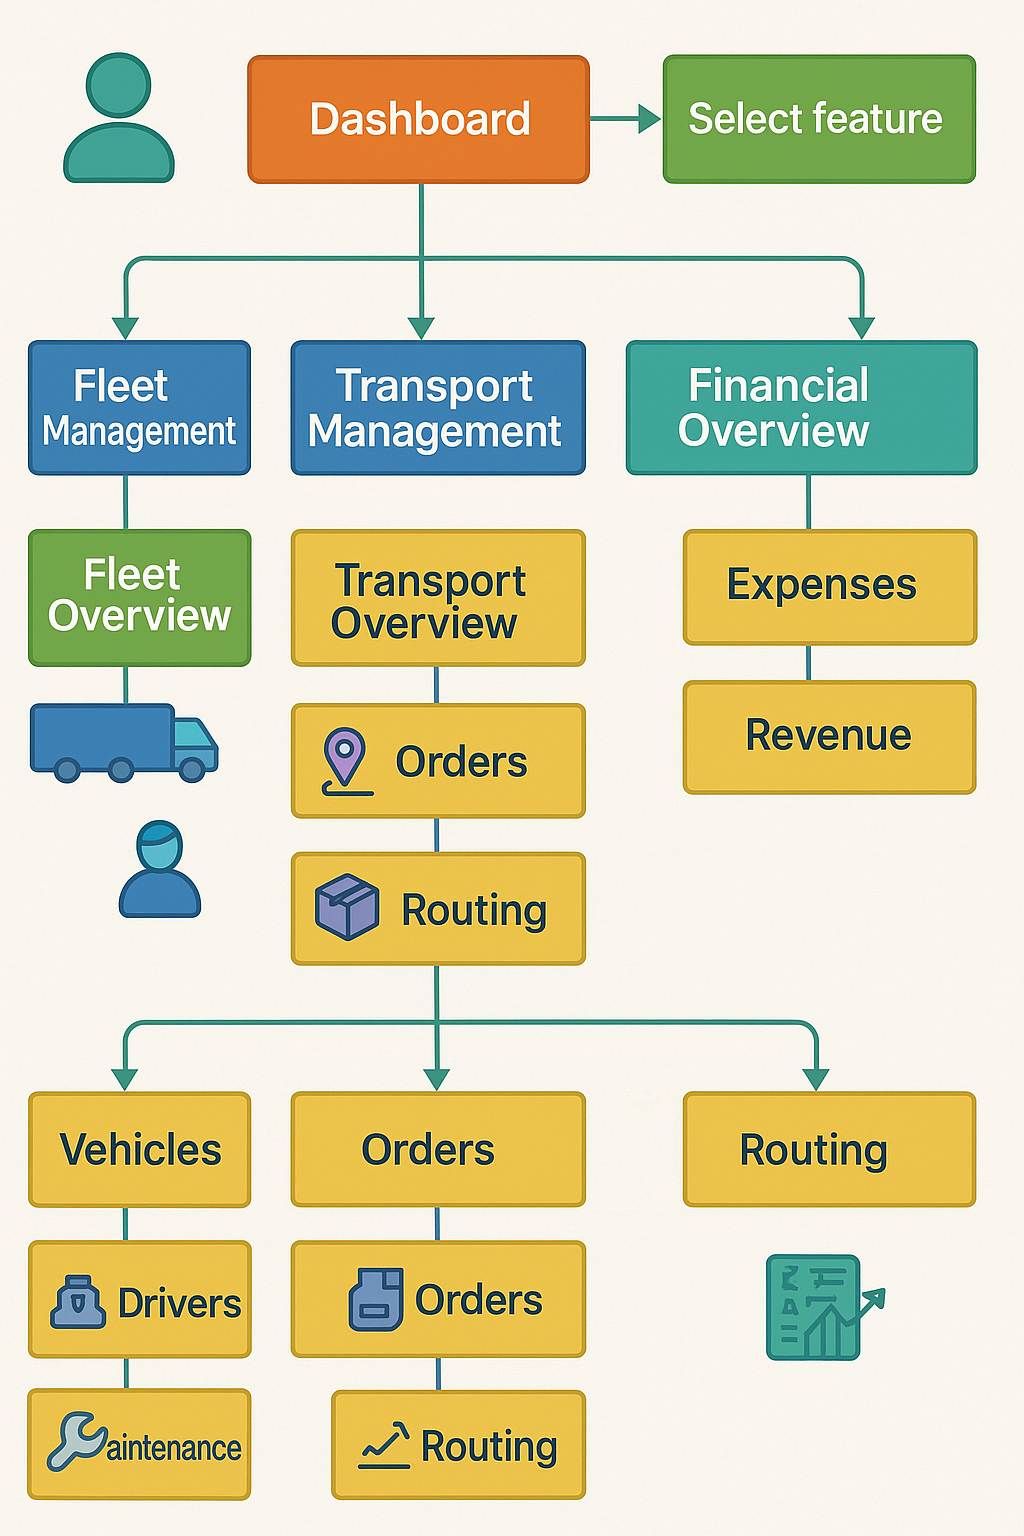 Dashboard
Select feature
Fleet
Management
Transport
Management
Financial
Overview
Fleet
Overview
Transport
Overview
Expenses
Orders
Revenue
Routing
Vehicles
Orders
Routing
Drivers
Orders
aintenance
Routing